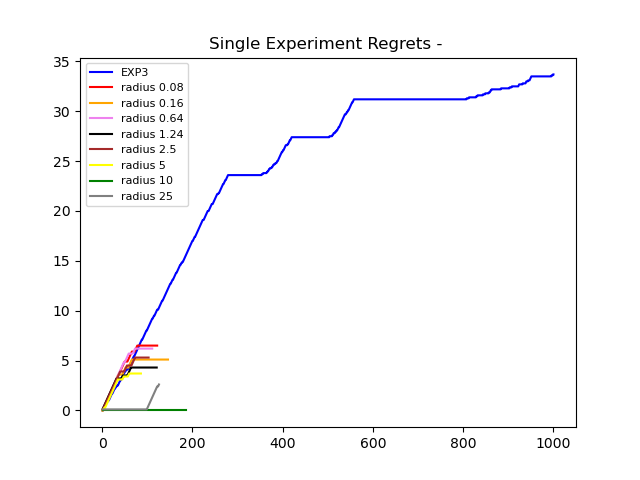 Single Experiment Regrets -
EXP3
radius 0.08
radius 0.16
radius 0.64
radius 1.24
radius 2.5
radius 5
radius 10
radius 25
35
30
25
20
15
10
5
0
0 200 400 600 800 1000